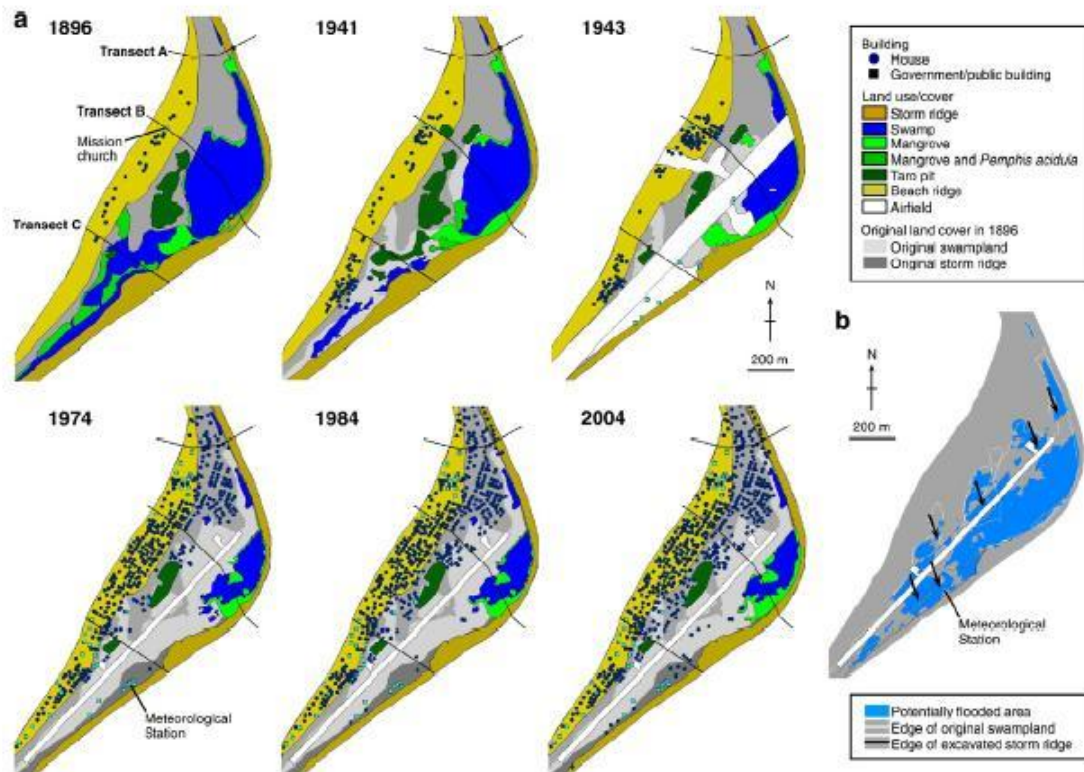 a
1896
1941
1943
Transect A
Transect B
Mission
church
Transect C
N
200 m
Building
House
Government/public building
Land use/cover
Storm ridge
Swamp
Mangrove
Mangrove and Pemphis acidula
Taro pit
Beach ridge
Airfield
Original land cover in 1896
Original swampland
Original storm ridge
b
N
200 m
Meteorological
Station
Potentially flooded area
Edge of original swampland
Edge of excavated storm ridge
1974
1984
2004
Meteorological
Station